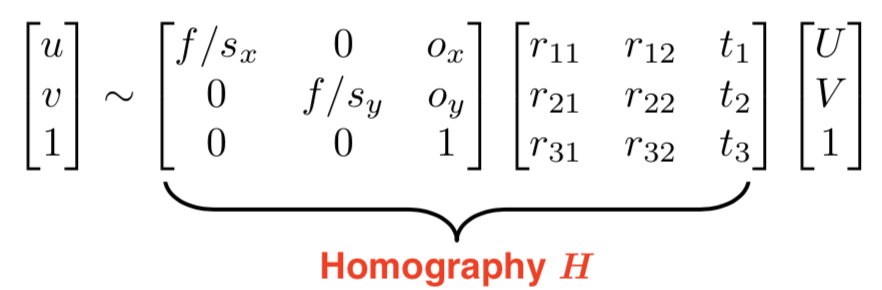 u f/s_x 0 o_x r_11 r_12 t_1 U
v ∼ 0 f/s_y o_y r_21 r_22 t_2 V
1 0 0 1 r_31 r_32 t_3 1
Homography H